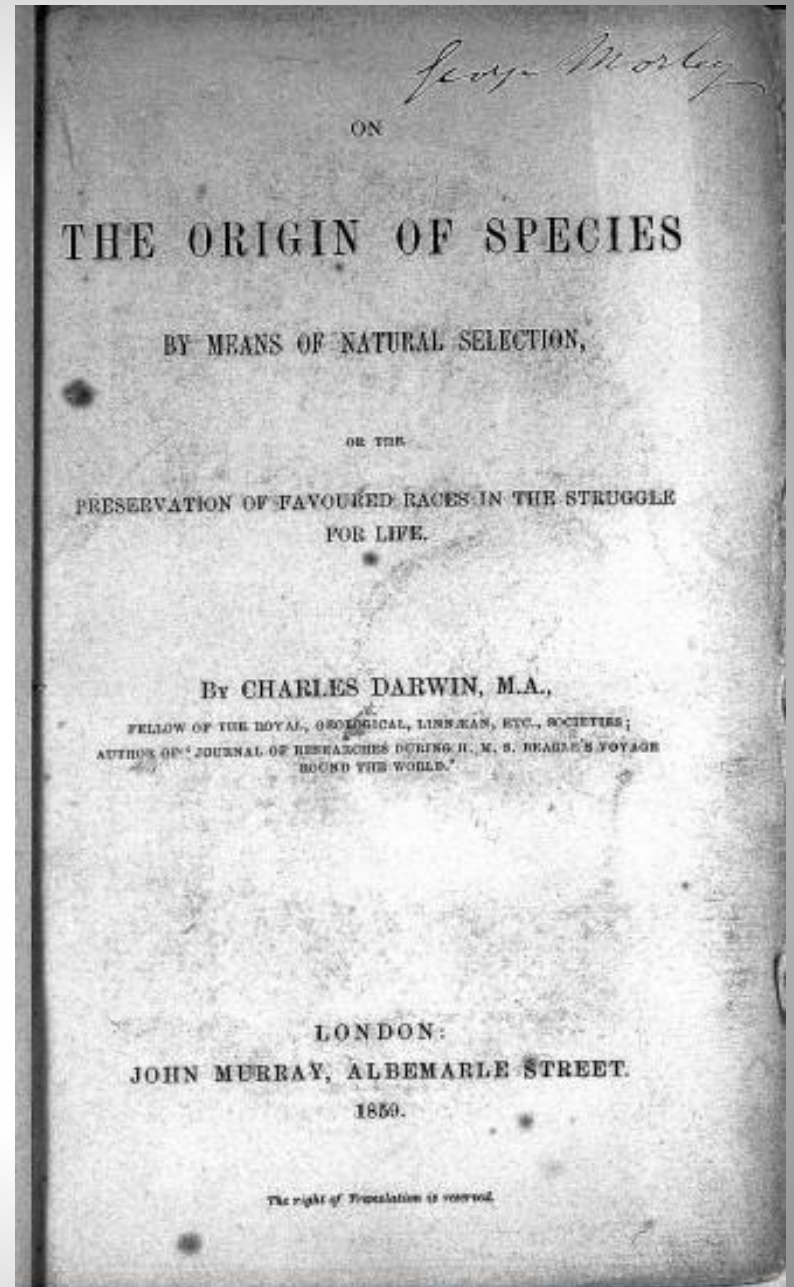 George Morley
ON
THE ORIGIN OF SPECIES
BY MEANS OF NATURAL SELECTION,
OR THE
PRESERVATION OF FAVOURED RACES IN THE STRUGGLE
FOR LIFE.
BY CHARLES DARWIN, M.A.,
FELLOW OF THE ROYAL, GEOLOGICAL, LINNÆAN, ETC., SOCIETIES;
AUTHOR OF 'JOURNAL OF RESEARCHES DURING H. M. S. BEAGLE'S VOYAGE
ROUND THE WORLD.'
LONDON:
JOHN MURRAY, ALBEMARLE STREET.
1859.
The right of Translation is reserved.